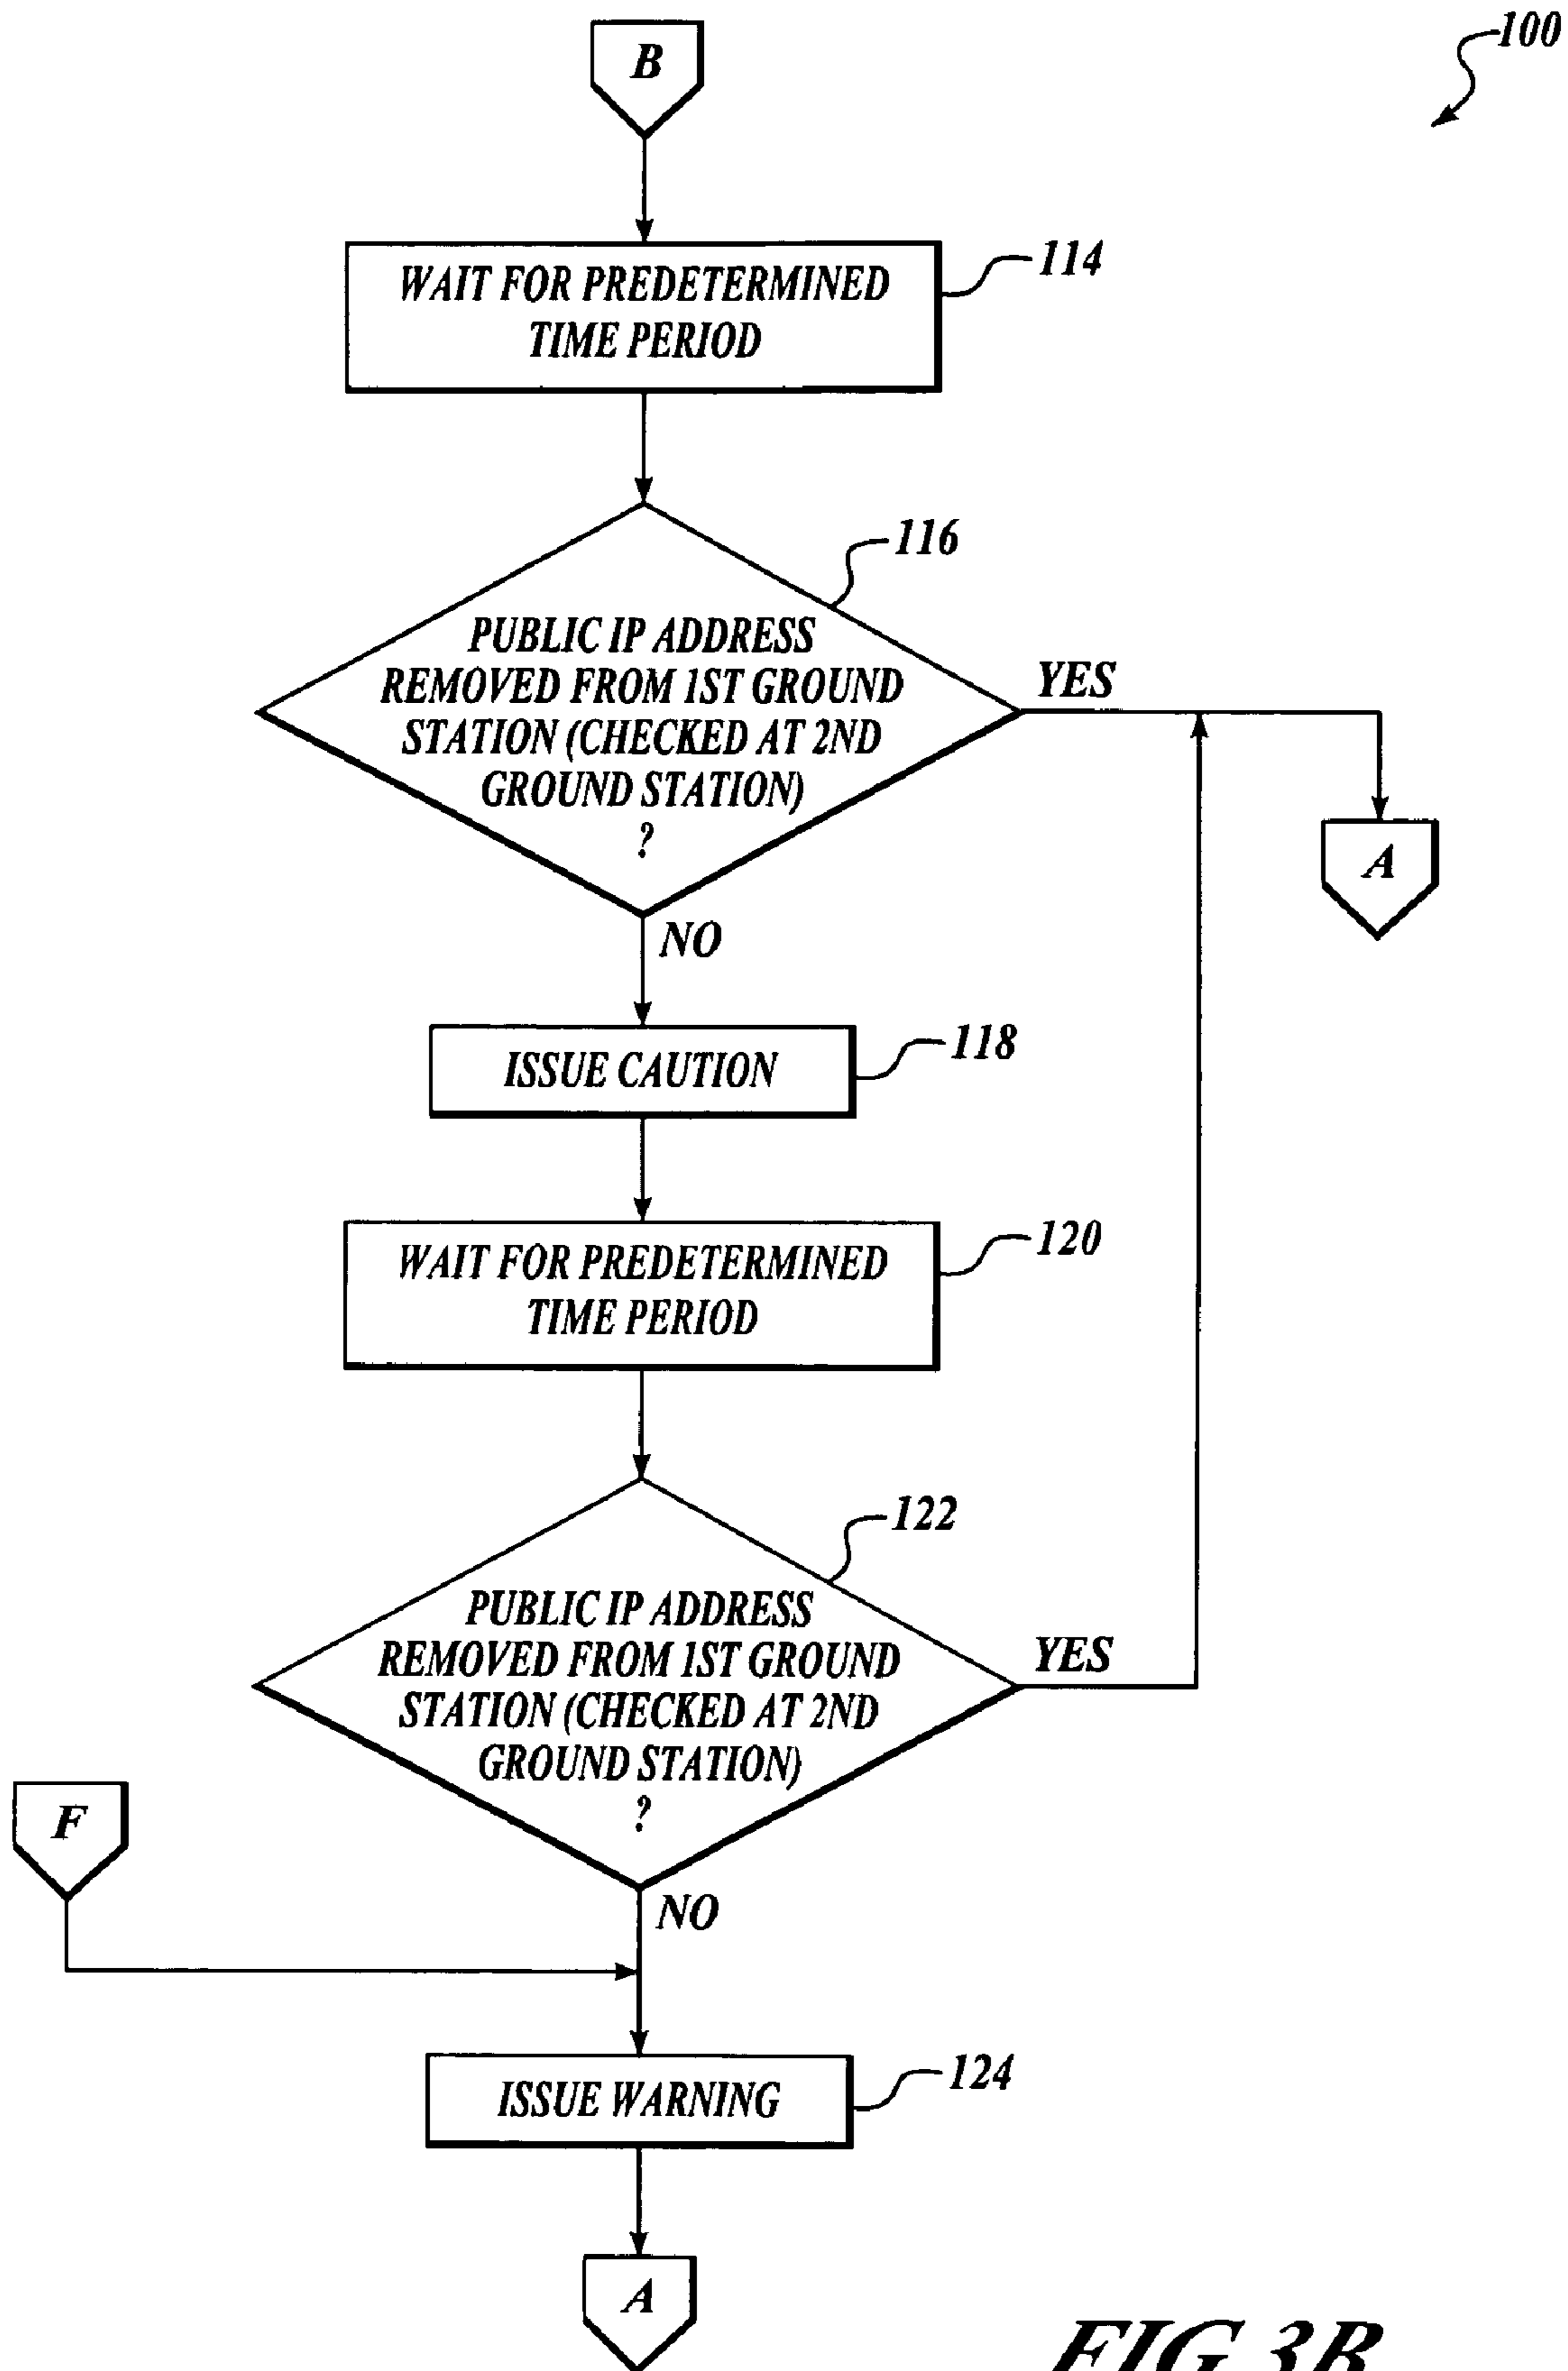 100
B
WAIT FOR PREDETERMINED
TIME PERIOD
114
116
PUBLIC IP ADDRESS
REMOVED FROM 1ST GROUND
STATION (CHECKED AT 2ND
GROUND STATION)
?
YES
A
NO
ISSUE CAUTION
118
WAIT FOR PREDETERMINED
TIME PERIOD
120
122
PUBLIC IP ADDRESS
REMOVED FROM 1ST GROUND
STATION (CHECKED AT 2ND
GROUND STATION)
?
YES
F
NO
ISSUE WARNING
124
A
FIG 3B